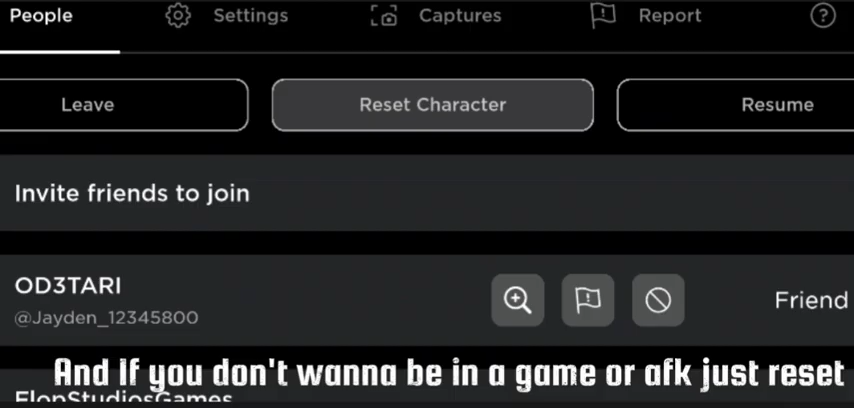 People Settings Captures Report
Leave Reset Character Resume
Invite friends to join
OD3TARI
@Jayden_12345800
Friend
And If you don't wanna be in a game or afk just reset
FlopStudiosGames